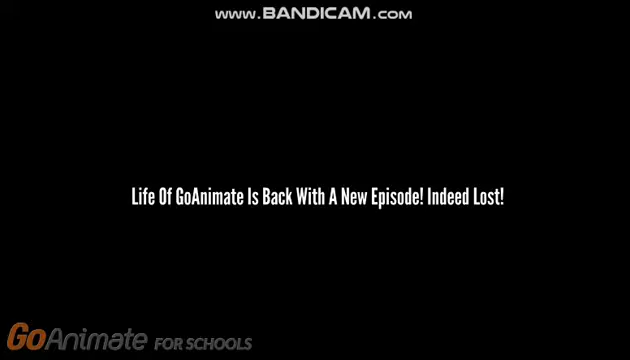 www.BANDICAM.com
Life Of GoAnimate Is Back With A New Episode! Indeed Lost!
GoAnimate FOR SCHOOLS